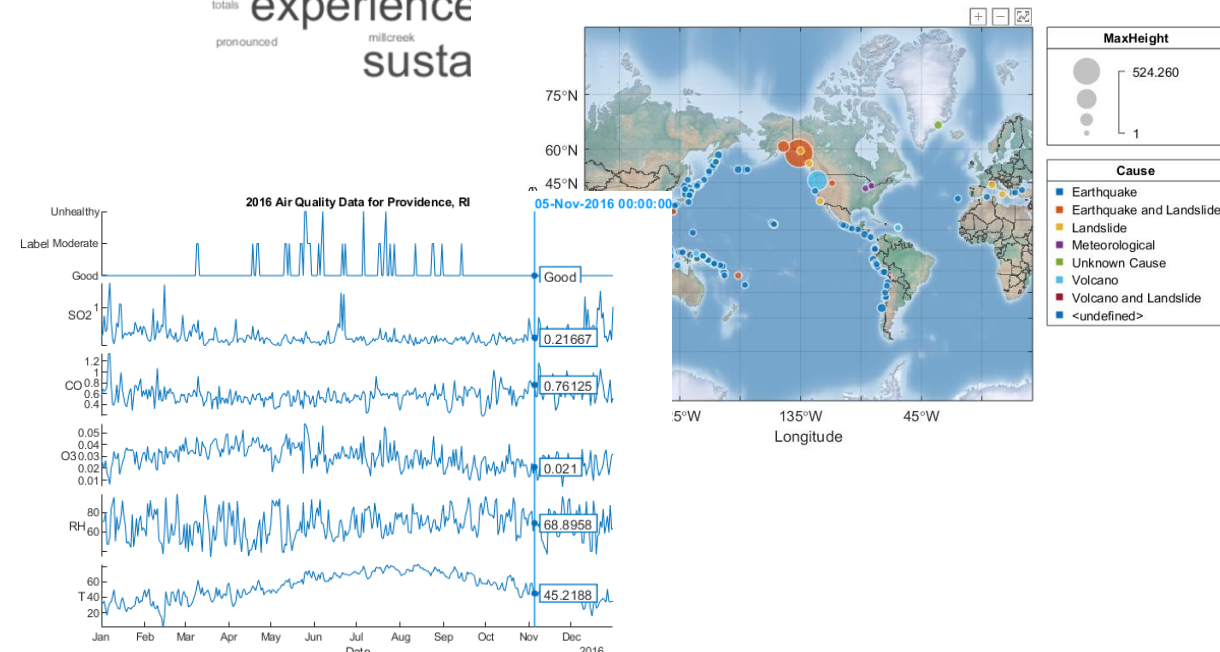 totals
experience
pronounced
millcreek
susta
75°N
60°N
45°N
5°W
135°W
45°W
Longitude
MaxHeight
524.260
1
Cause
Earthquake
Earthquake and Landslide
Landslide
Meteorological
Unknown Cause
Volcano
Volcano and Landslide
<undefined>
2016 Air Quality Data for Providence, RI
05-Nov-2016 00:00:00
Unhealthy
Label Moderate
Good
Good
SO2
1
0.21667
1.2
1
CO 0.8
0.6
0.4
0.76125
0.05
0.04
O3 0.03
0.02
0.01
0.021
80
RH
60
68.8958
60
T 40
20
45.2188
Jan Feb Mar Apr May Jun Jul Aug Sep Oct Nov Dec
Date
2016